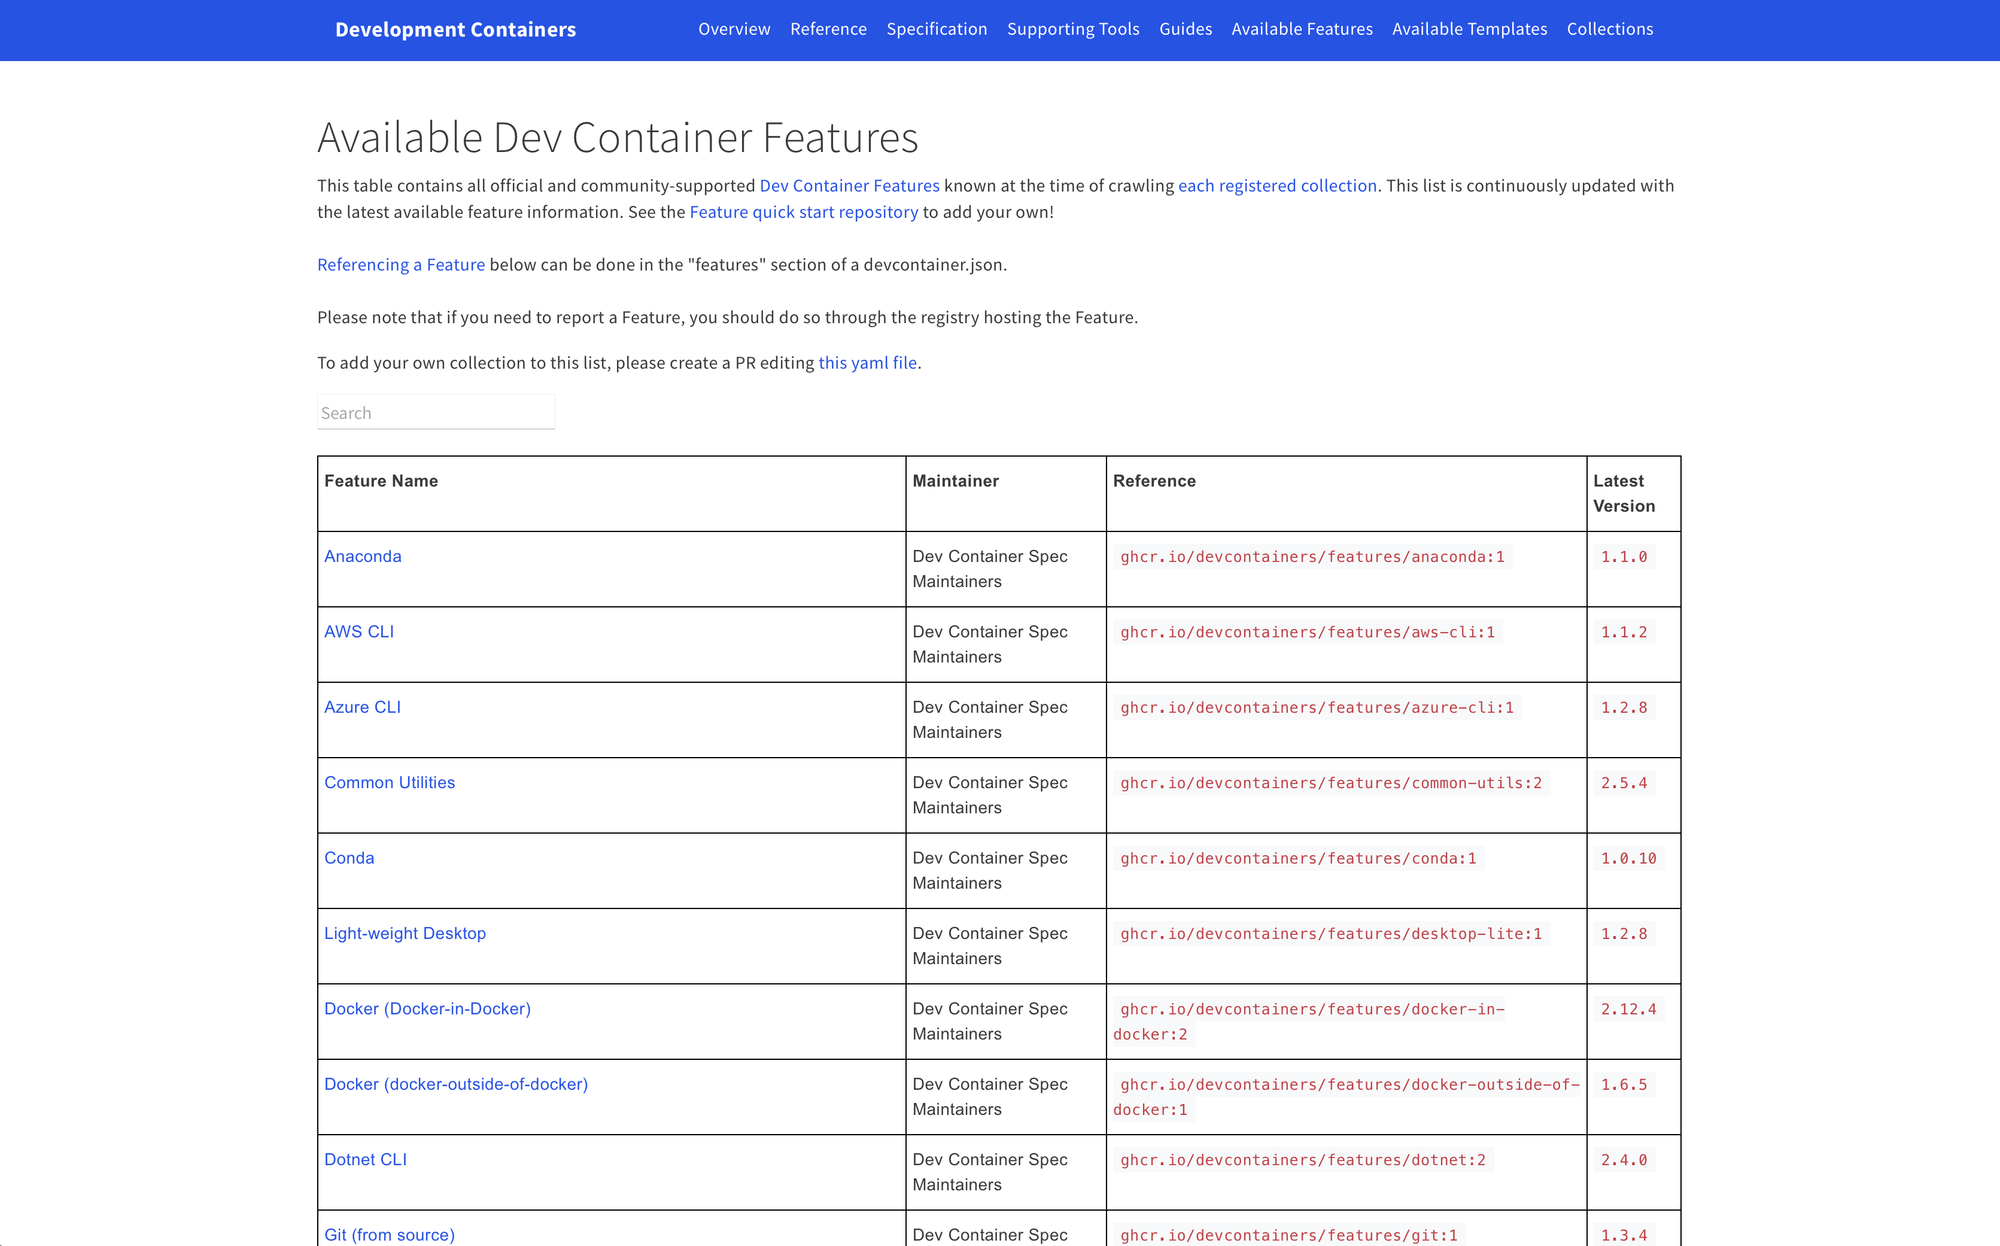 Development Containers
Overview Reference Specification Supporting Tools Guides Available Features Available Templates Collections
Available Dev Container Features
This table contains all official and community-supported Dev Container Features known at the time of crawling each registered collection. This list is continuously updated with
the latest available feature information. See the Feature quick start repository to add your own!
Referencing a Feature below can be done in the "features" section of a devcontainer.json.
Please note that if you need to report a Feature, you should do so through the registry hosting the Feature.
To add your own collection to this list, please create a PR editing this yaml file.
Search
Feature Name Maintainer Reference Latest
Version
Anaconda Dev Container Spec ghcr.io/devcontainers/features/anaconda:1 1.1.0
Maintainers
AWS CLI Dev Container Spec ghcr.io/devcontainers/features/aws-cli:1 1.1.2
Maintainers
Azure CLI Dev Container Spec ghcr.io/devcontainers/features/azure-cli:1 1.2.8
Maintainers
Common Utilities Dev Container Spec ghcr.io/devcontainers/features/common-utils:2 2.5.4
Maintainers
Conda Dev Container Spec ghcr.io/devcontainers/features/conda:1 1.0.10
Maintainers
Light-weight Desktop Dev Container Spec ghcr.io/devcontainers/features/desktop-lite:1 1.2.8
Maintainers
Docker (Docker-in-Docker) Dev Container Spec ghcr.io/devcontainers/features/docker-in- 2.12.4
Maintainers docker:2
Docker (docker-outside-of-docker) Dev Container Spec ghcr.io/devcontainers/features/docker-outside-of- 1.6.5
Maintainers docker:1
Dotnet CLI Dev Container Spec ghcr.io/devcontainers/features/dotnet:2 2.4.0
Maintainers
Git (from source) Dev Container Spec ghcr.io/devcontainers/features/git:1 1.3.4